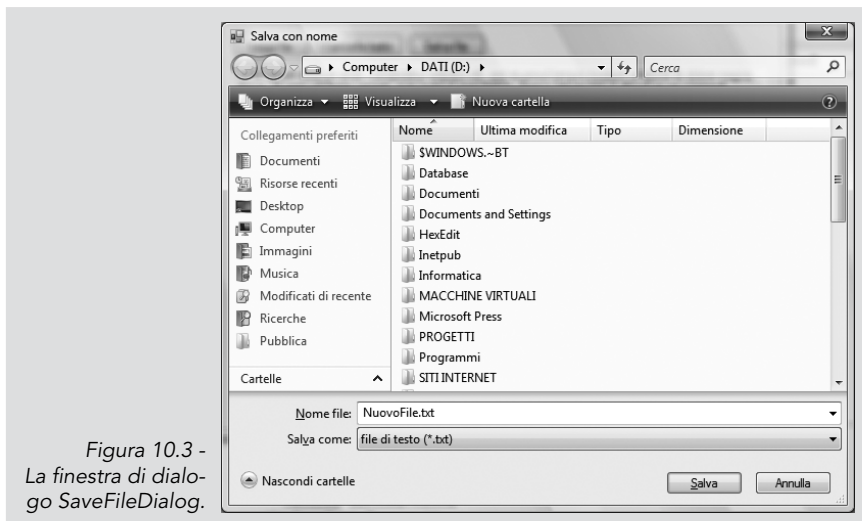 Salva con nome
Computer ▸ DATI (D:) ▸
Cerca
Organizza
Visualizza
Nuova cartella
Collegamenti preferiti
Documenti
Risorse recenti
Desktop
Computer
Immagini
Musica
Modificati di recente
Ricerche
Pubblica
Cartelle
Nome Ultima modifica Tipo Dimensione
$WINDOWS.~BT
Database
Documenti
Documents and Settings
HexEdit
Inetpub
Informatica
MACCHINE VIRTUALI
Microsoft Press
PROGETTI
Programmi
SITI INTERNET
Nome file: NuovoFile.txt
Salva come: file di testo (*.txt)
Nascondi cartelle
Salva
Annulla
Figura 10.3 -
La finestra di dialo-
go SaveFileDialog.